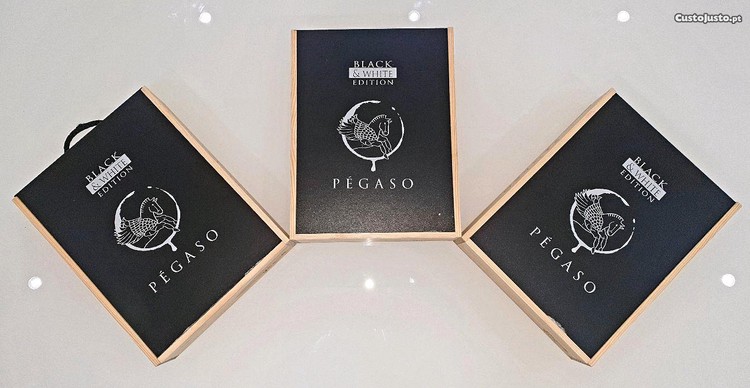 CustoJusto.pt
BLACK
& WHITE
EDITION
PÉGASO
BLACK
& WHITE
EDITION
PÉGASO
BLACK
& WHITE
EDITION
PÉGASO